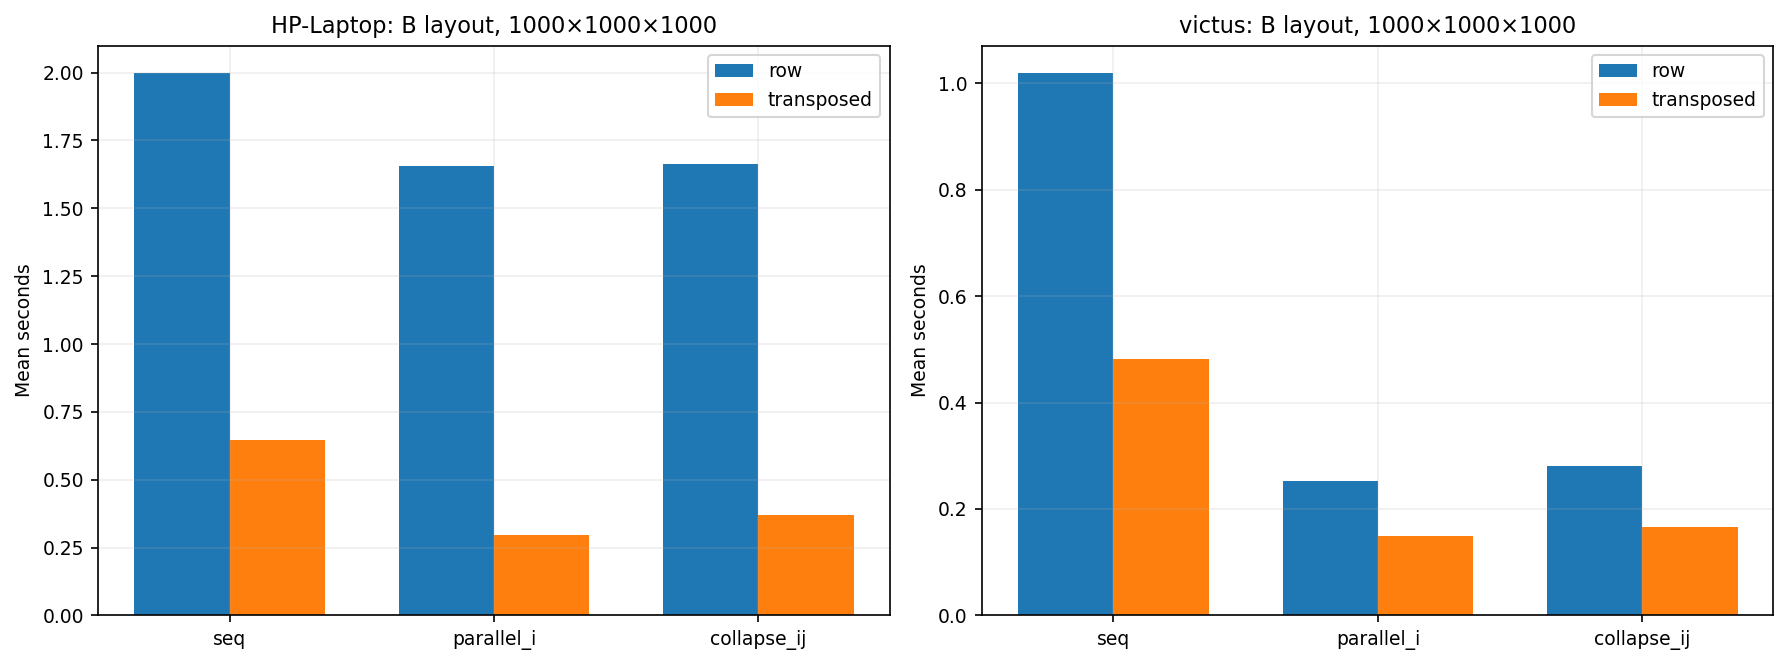 HP-Laptop: B layout, 1000×1000×1000
row
transposed
Mean seconds
2.00
1.75
1.50
1.25
1.00
0.75
0.50
0.25
0.00
seq
parallel_i
collapse_ij
victus: B layout, 1000×1000×1000
row
transposed
Mean seconds
1.0
0.8
0.6
0.4
0.2
0.0
seq
parallel_i
collapse_ij